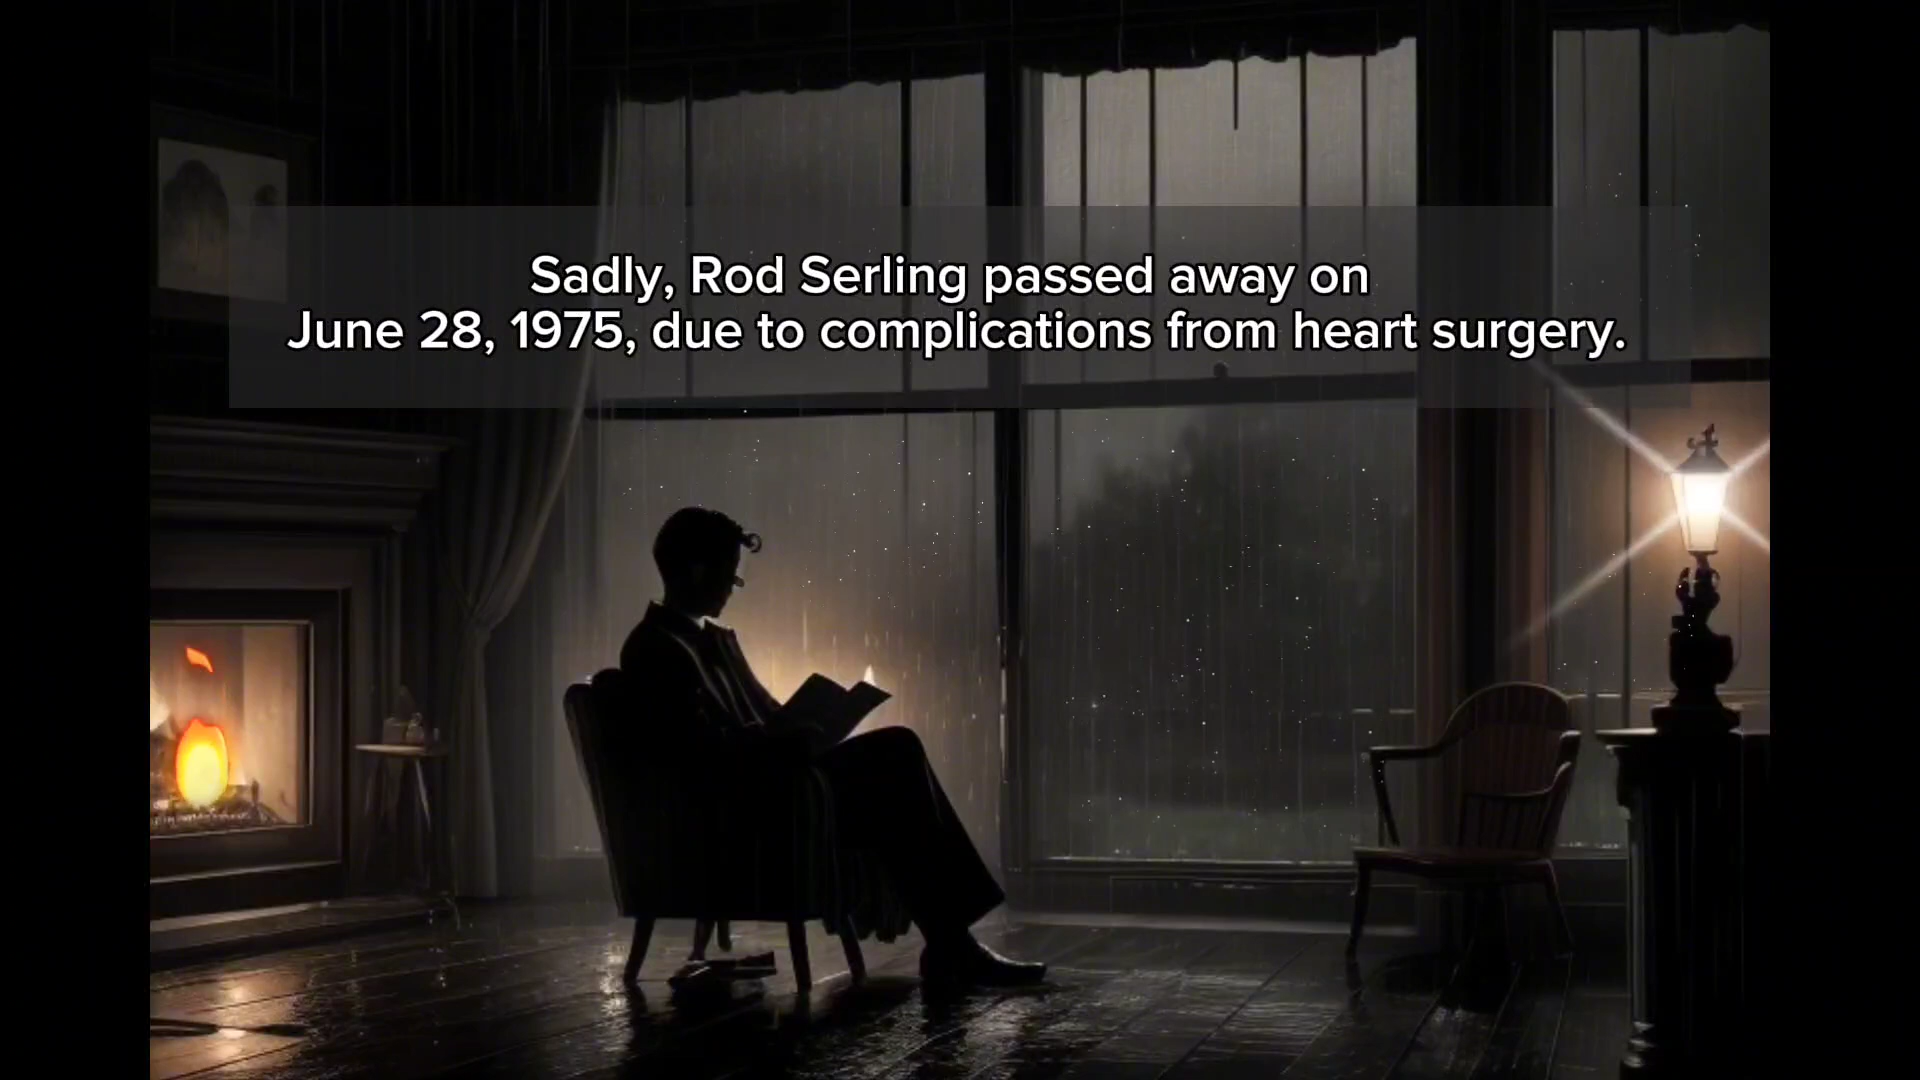 Sadly, Rod Serling passed away on
June 28, 1975, due to complications from heart surgery.